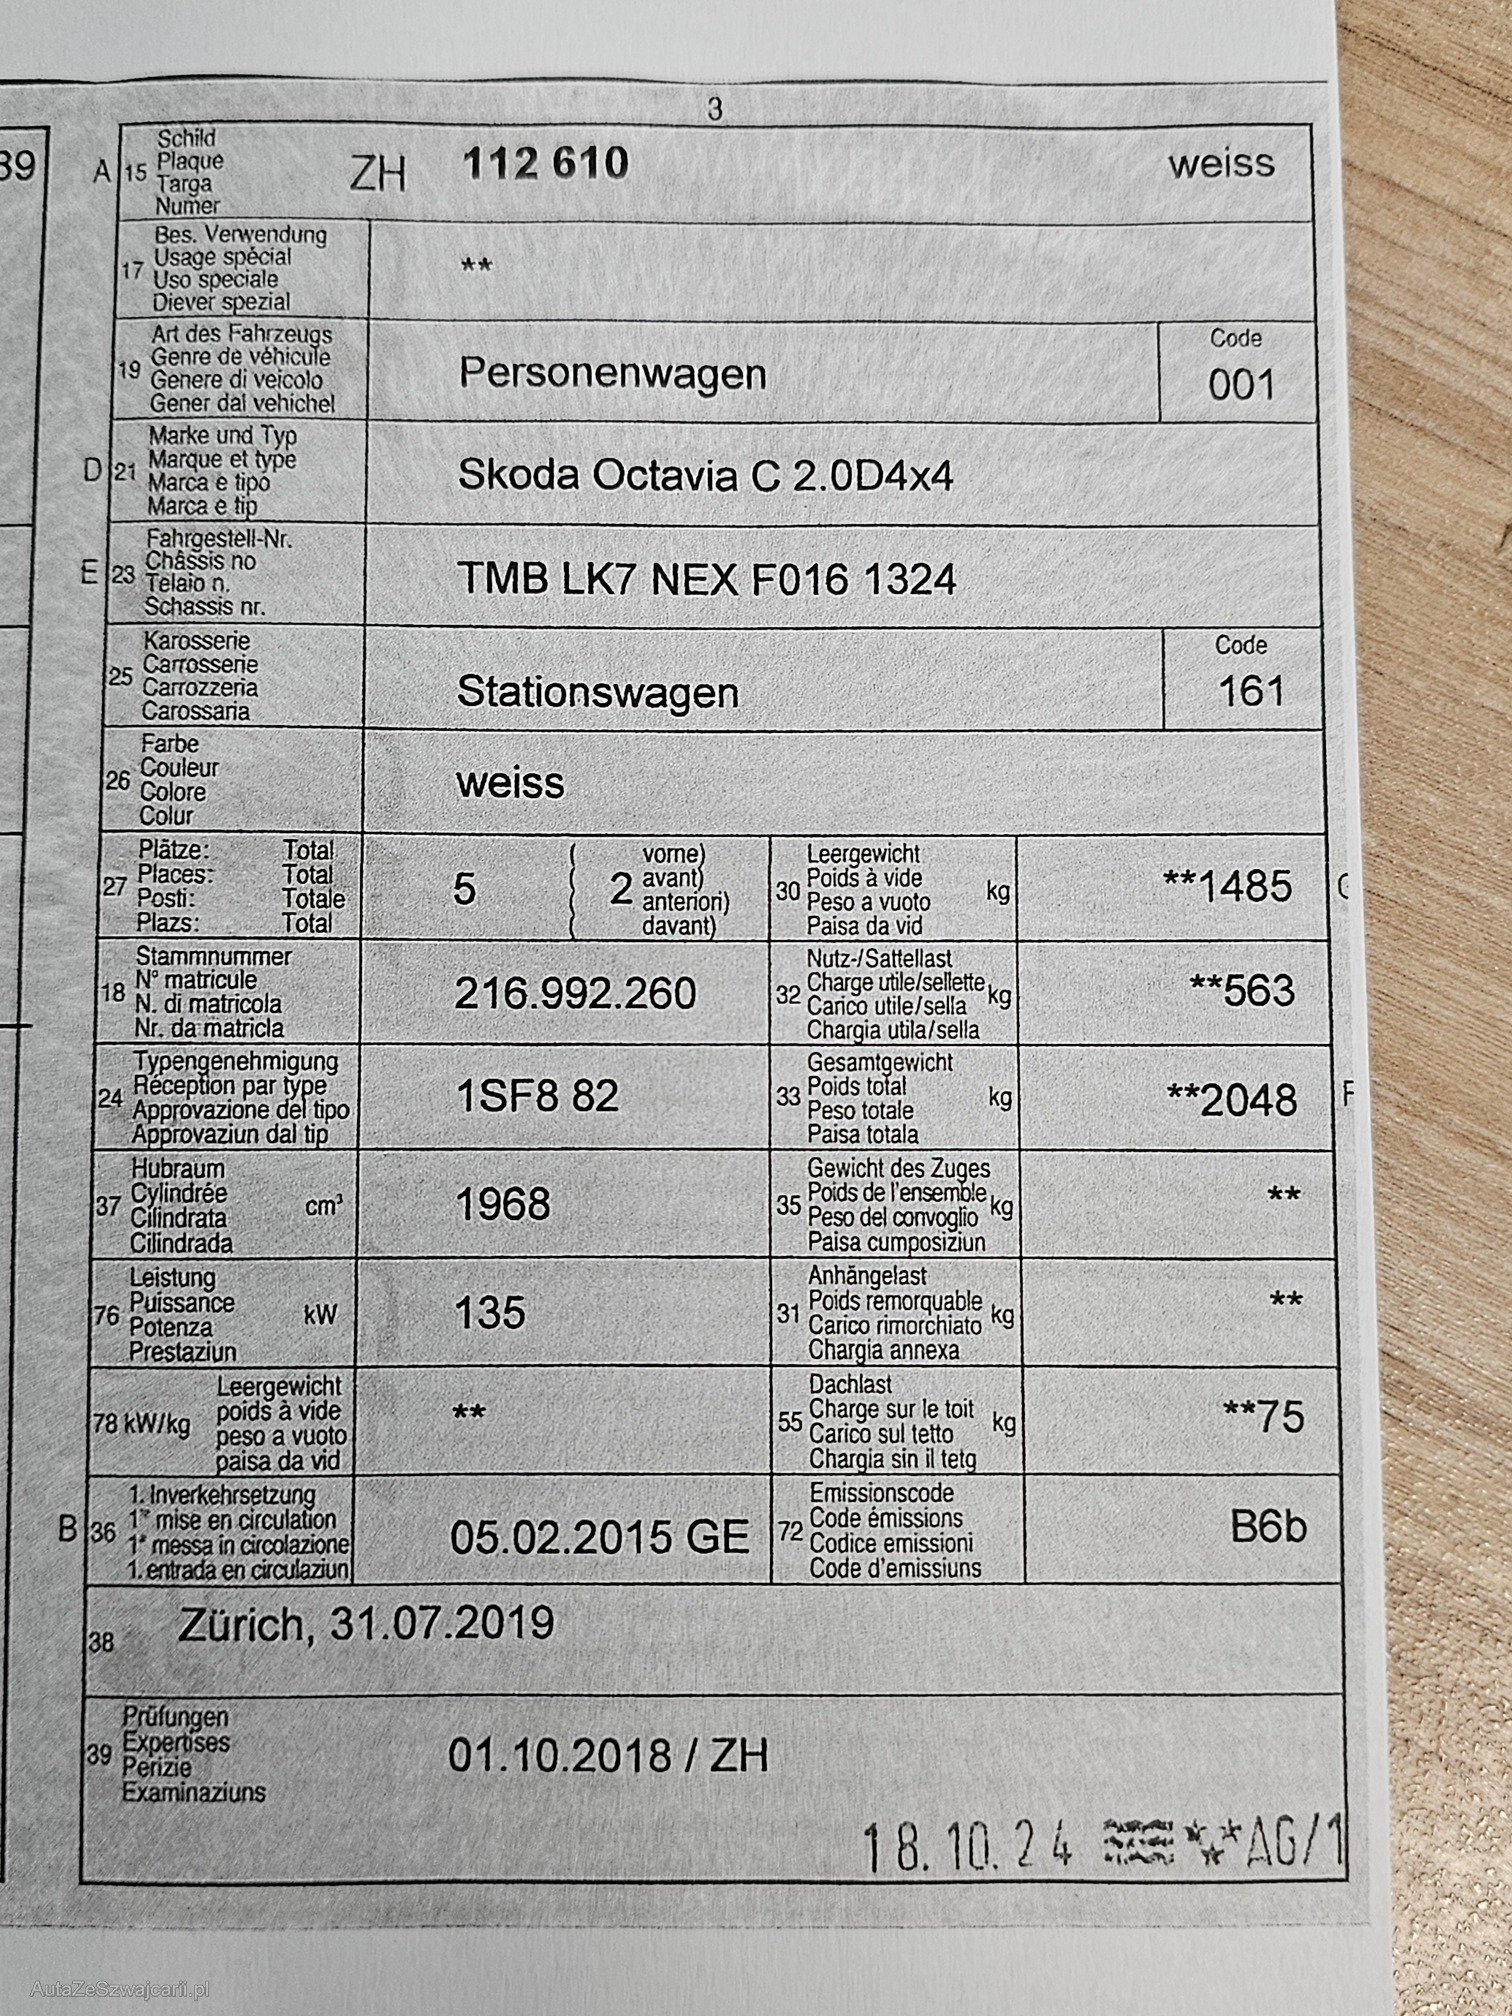 3
39
A 15 Schild
Plaque
Targa
Numer
ZH 112 610 weiss
17 Bes. Verwendung
Usage spécial
Uso speciale
Diever spezial
**
19 Art des Fahrzeugs
Genre de véhicule
Genere di veicolo
Gener dal vehichel
Personenwagen
Code
001
D 21 Marke und Typ
Marque et type
Marca e tipo
Marca e tip
Skoda Octavia C 2.0D4x4
E 23 Fahrgestell-Nr.
Châssis no
Telaio n.
Schassis nr.
TMB LK7 NEX F016 1324
25 Karosserie
Carrosserie
Carrozzeria
Carossaria
Stationswagen
Code
161
26 Farbe
Couleur
Colore
Colur
weiss
27 Plätze: Total
Places: Total
Posti: Totale
Plazs: Total
5 ( 2 vorne)
avant)
anteriori)
davant)
30 Leergewicht
Poids à vide
Peso a vuoto
Paisa da vid
kg **1485
18 Stammnummer
N° matricule
N. di matricola
Nr. da matricla
216.992.260
32 Nutz-/Sattellast
Charge utile/sellette
Carico utile/sella
Chargia utila/sella
kg **563
24 Typengenehmigung
Réception par type
Approvazione del tipo
Approvaziun dal tip
1SF8 82
33 Gesamtgewicht
Poids total
Peso totale
Paisa totala
kg **2048 F
37 Hubraum
Cylindrée
Cilindrata
Cilindrada
cm³ 1968
35 Gewicht des Zuges
Poids de l'ensemble
Peso del convoglio
Paisa cumposiziun
kg **
76 Leistung
Puissance
Potenza
Prestaziun
kW 135
31 Anhängelast
Poids remorquable
Carico rimorchiato
Chargia annexa
kg **
78 kW/kg Leergewicht
poids à vide
peso a vuoto
paisa da vid
**
55 Dachlast
Charge sur le toit
Carico sul tetto
Chargia sin il tetg
kg **75
B 36 1. Inverkehrsetzung
1re mise en circulation
1a messa in circolazione
1. entrada en circulaziun
05.02.2015 GE
72 Emissionscode
Code émissions
Codice emissioni
Code d'emissiuns
B6b
38 Zürich, 31.07.2019
39 Prüfungen
Expertises
Perizie
Examinaziuns
01.10.2018 / ZH
18.10.24 AG/1
AutaZeSzwajcarii.pl